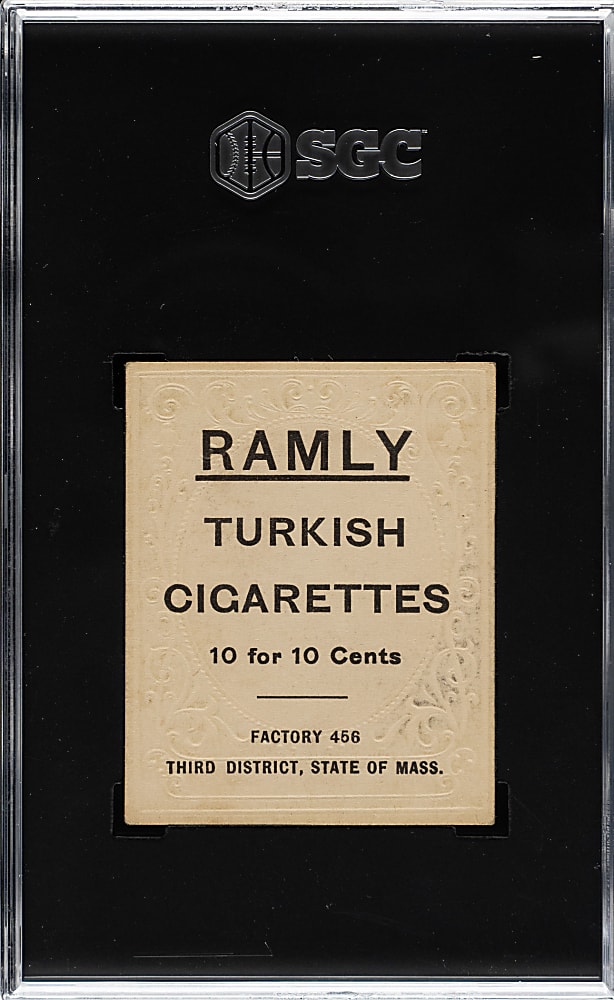 SGC
RAMLY
TURKISH
CIGARETTES
10 for 10 Cents
FACTORY 456
THIRD DISTRICT, STATE OF MASS.